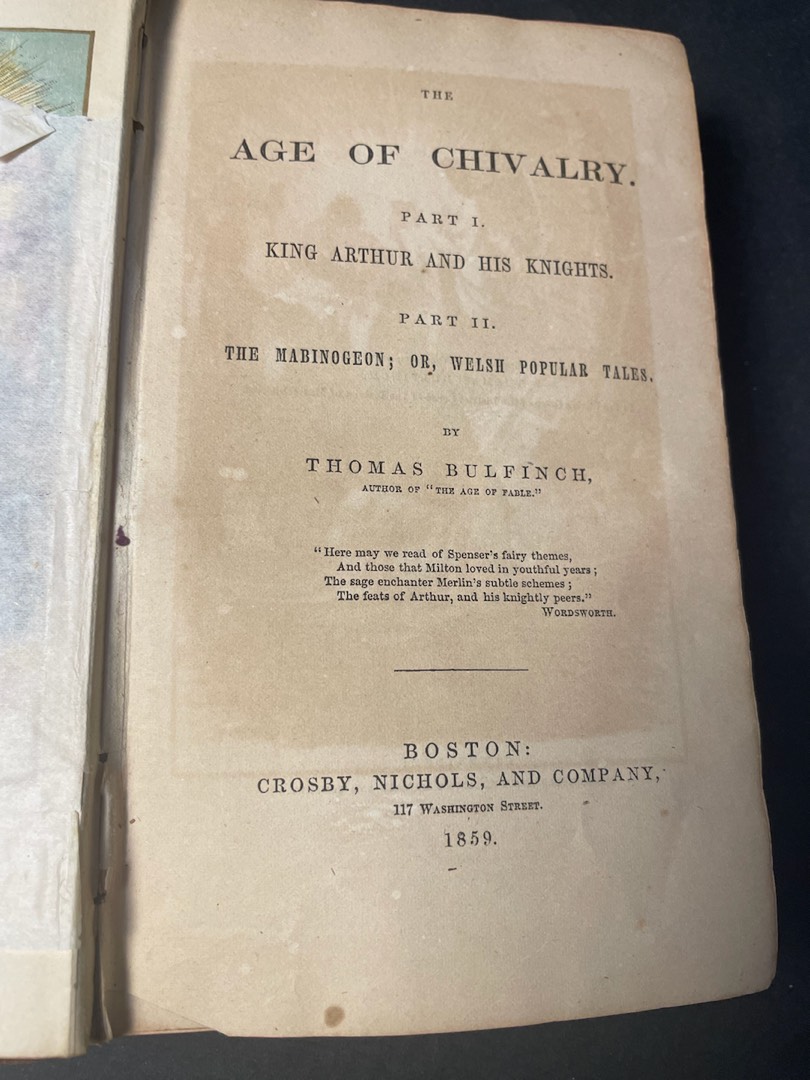 THE
AGE OF CHIVALRY.
PART I.
KING ARTHUR AND HIS KNIGHTS.
PART II.
THE MABINOGEON; OR, WELSH POPULAR TALES.
BY
THOMAS BULFINCH,
AUTHOR OF "THE AGE OF FABLE."
"Here may we read of Spenser's fairy themes,
And those that Milton loved in youthful years;
The sage enchanter Merlin's subtle schemes;
The feats of Arthur, and his knightly peers."
WORDSWORTH.
BOSTON:
CROSBY, NICHOLS, AND COMPANY,
117 WASHINGTON STREET.
1859.